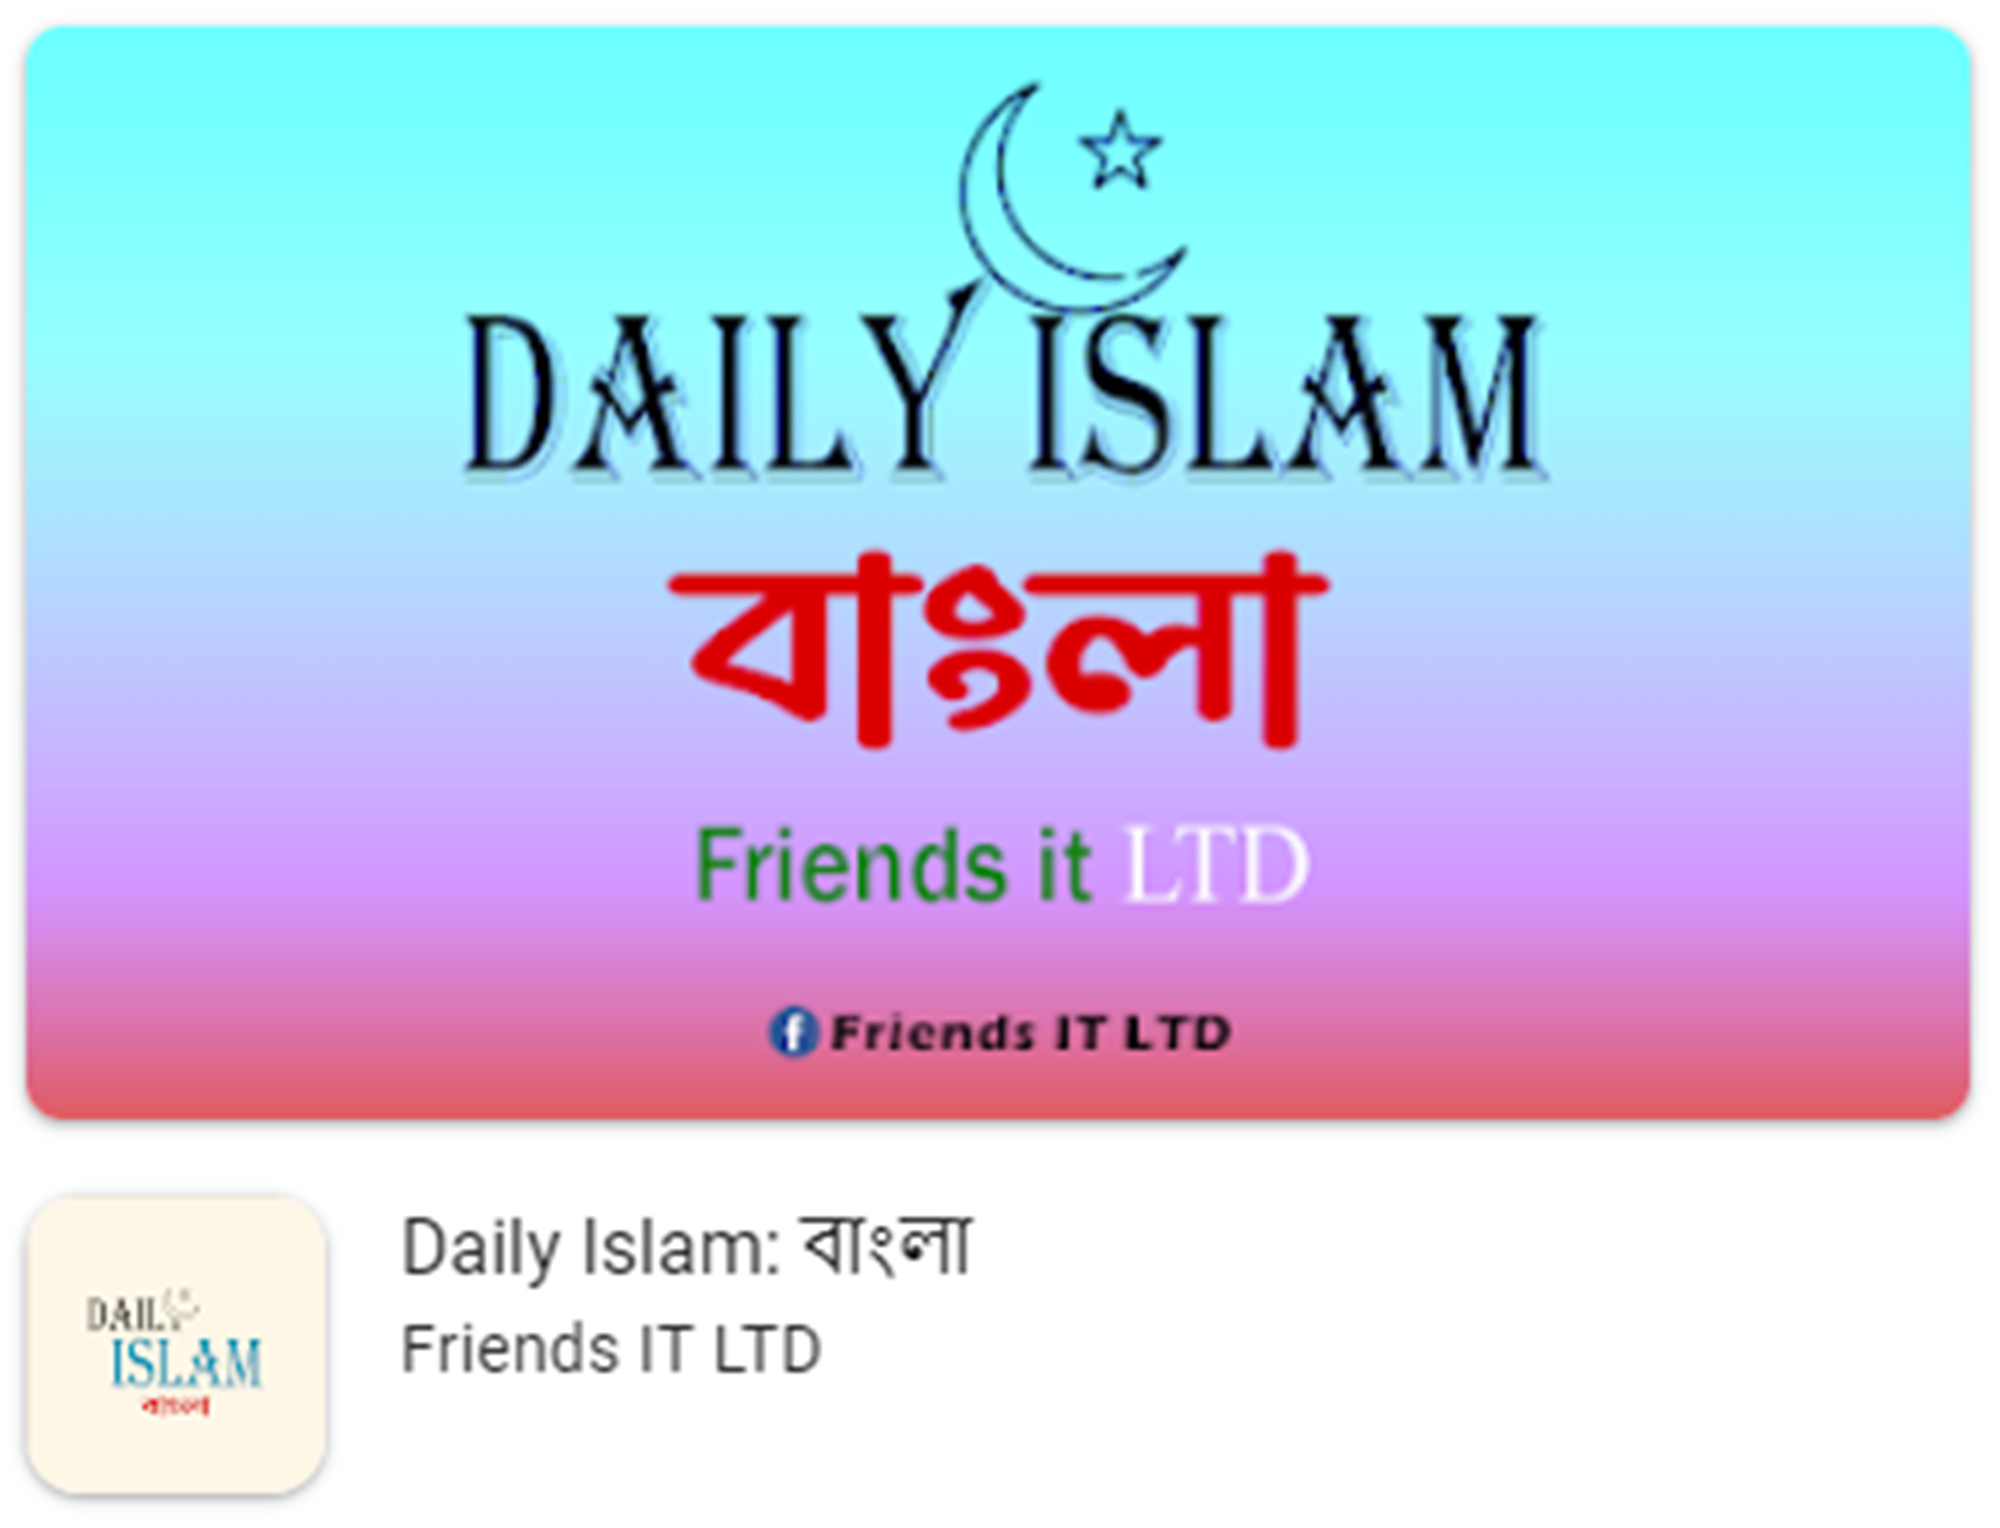 DAILY ISLAM
বাংলা
Friends it LTD
Friends IT LTD
DAILY
ISLAM
বাংলা
Daily Islam: বাংলা
Friends IT LTD